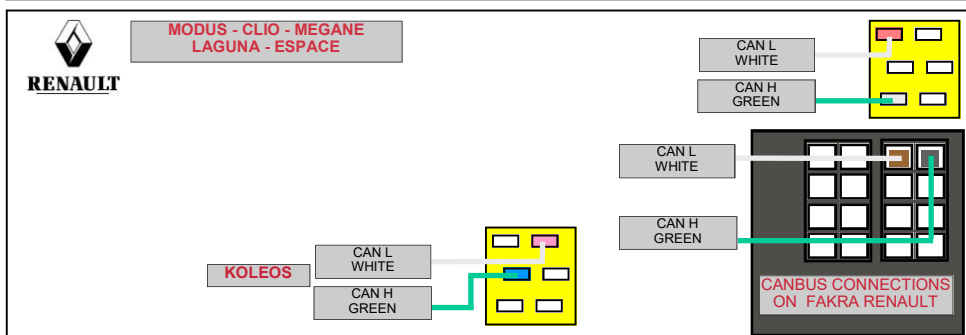 MODUS - CLIO - MEGANE
LAGUNA - ESPACE
RENAULT
CAN L
WHITE
CAN H
GREEN
CAN L
WHITE
CAN H
GREEN
KOLEOS
CAN L
WHITE
CAN H
GREEN
CANBUS CONNECTIONS
ON FAKRA RENAULT